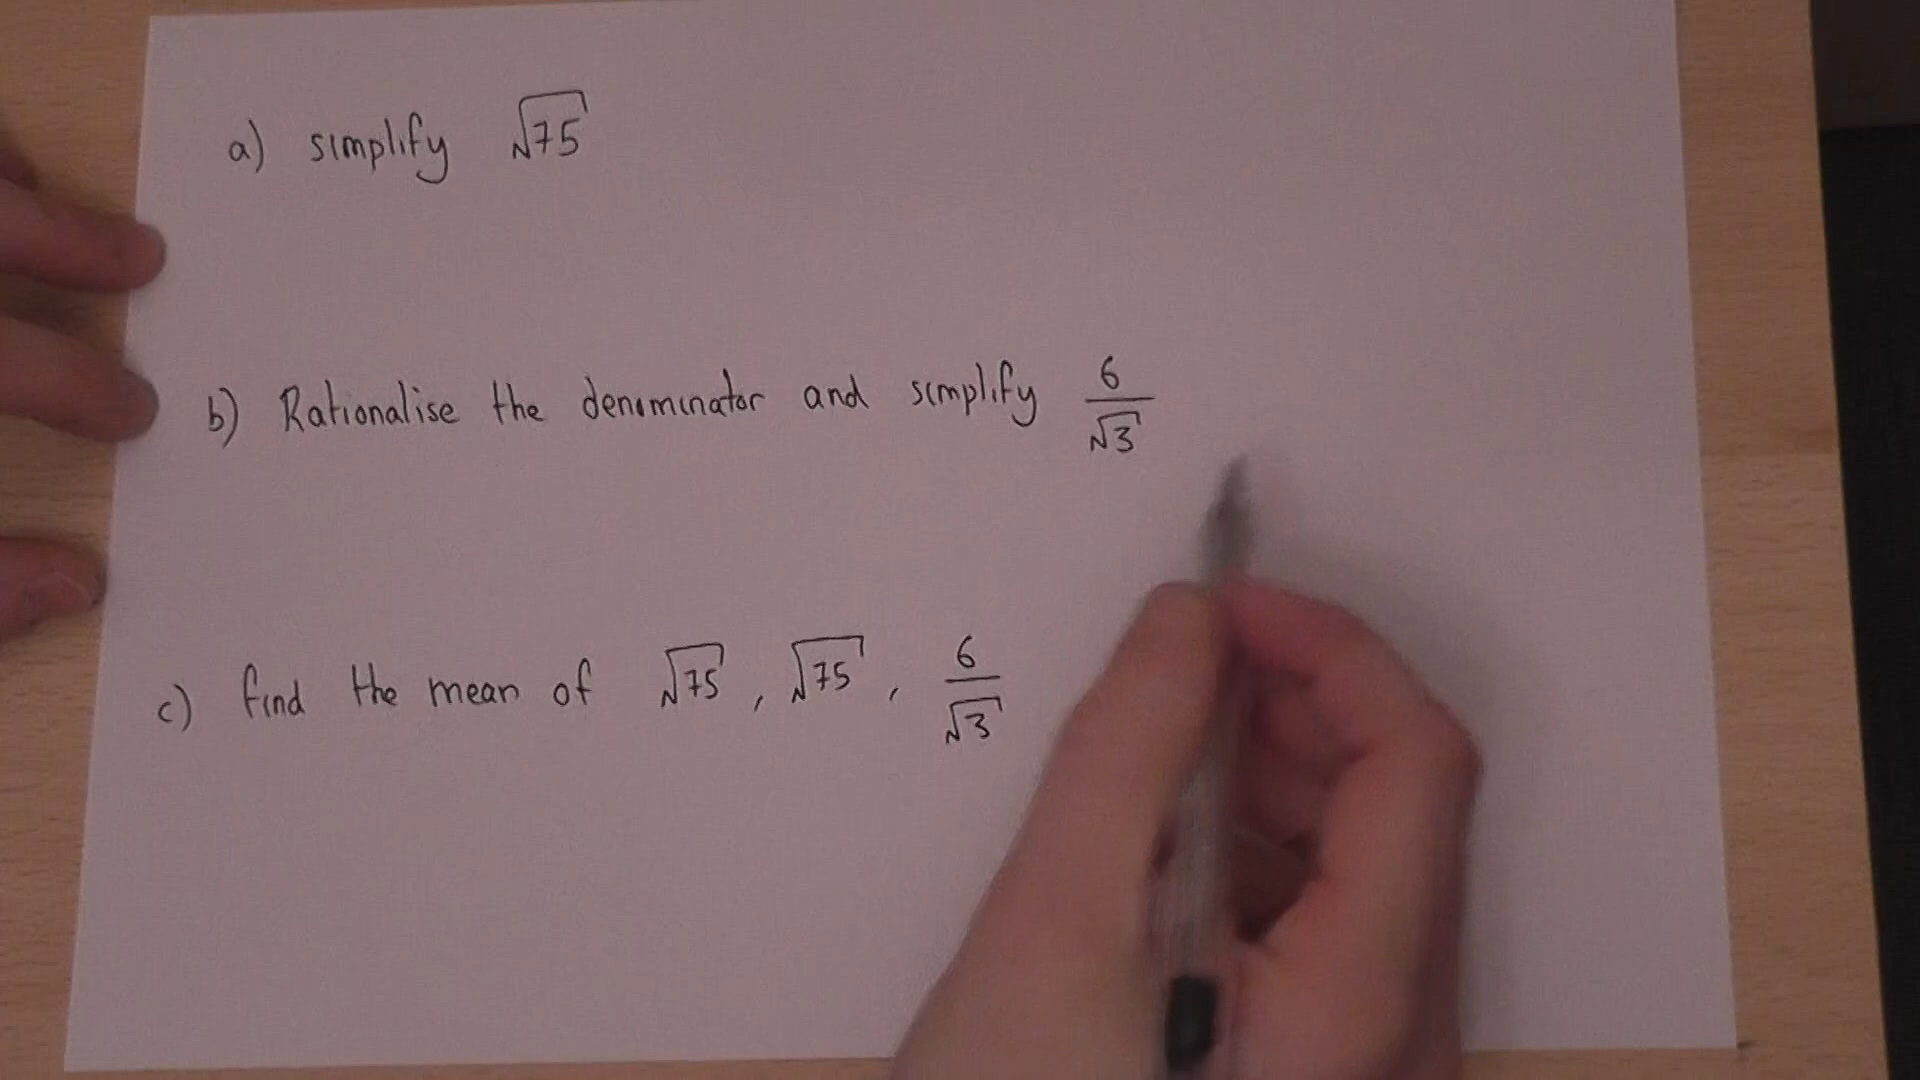 a) simplify √75
b) Rationalise the denominator and simplify 6/√3
c) find the mean of √75 , √75 , 6/√3